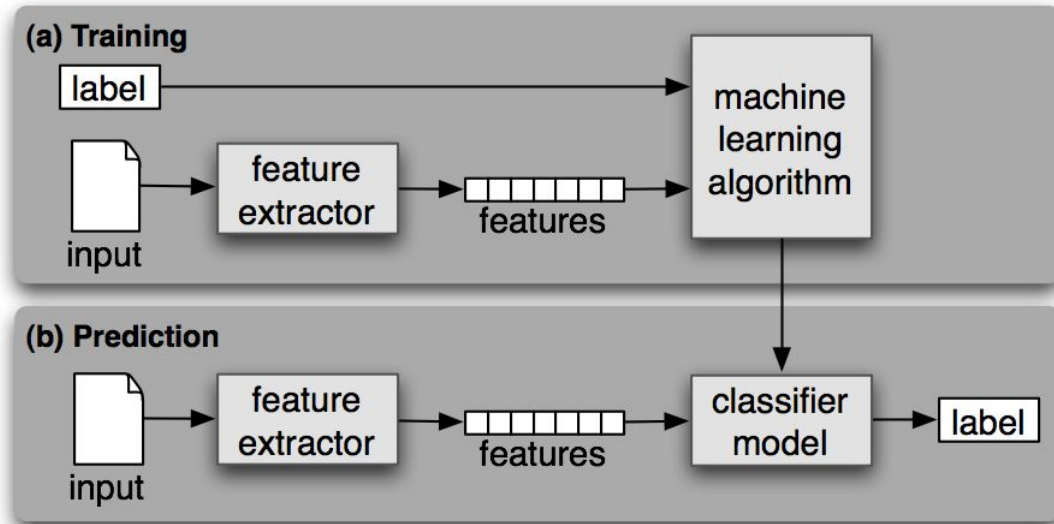 (a) Training
label
machine
learning
algorithm
feature
extractor
features
input
(b) Prediction
feature
extractor
features
classifier
model
label
input